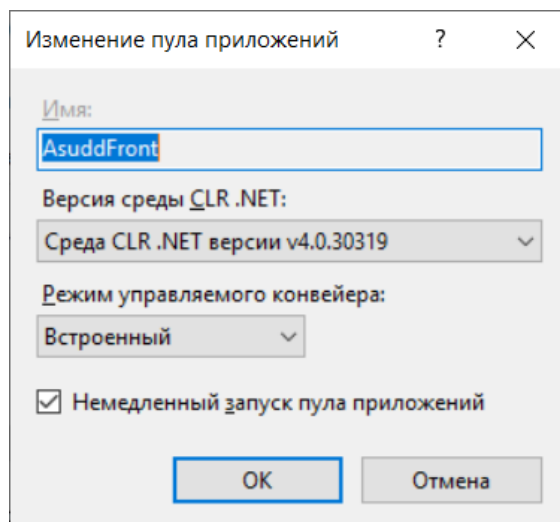 Изменение пула приложений ?
Имя:
AsuddFront
Версия среды CLR .NET:
Среда CLR .NET версии v4.0.30319
Режим управляемого конвейера:
Встроенный
Немедленный запуск пула приложений
OK Отмена